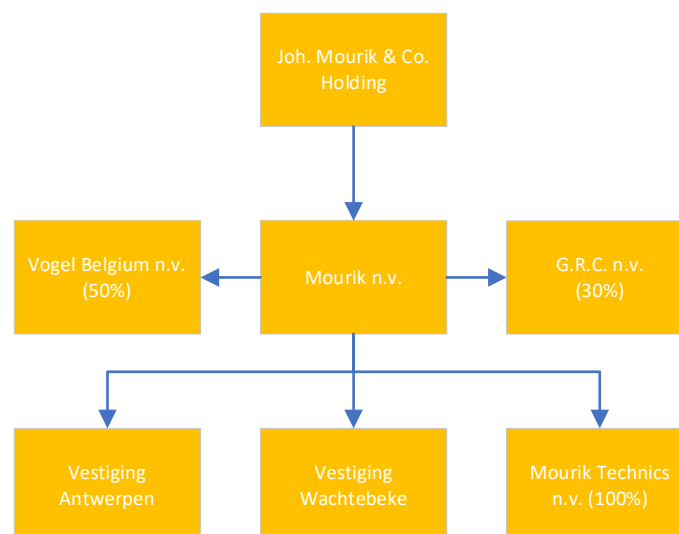 Joh. Mourik & Co.
Holding
Vogel Belgium n.v.
(50%)
Mourik n.v.
G.R.C. n.v.
(30%)
Vestiging
Antwerpen
Vestiging
Wachtebeke
Mourik Technics
n.v. (100%)